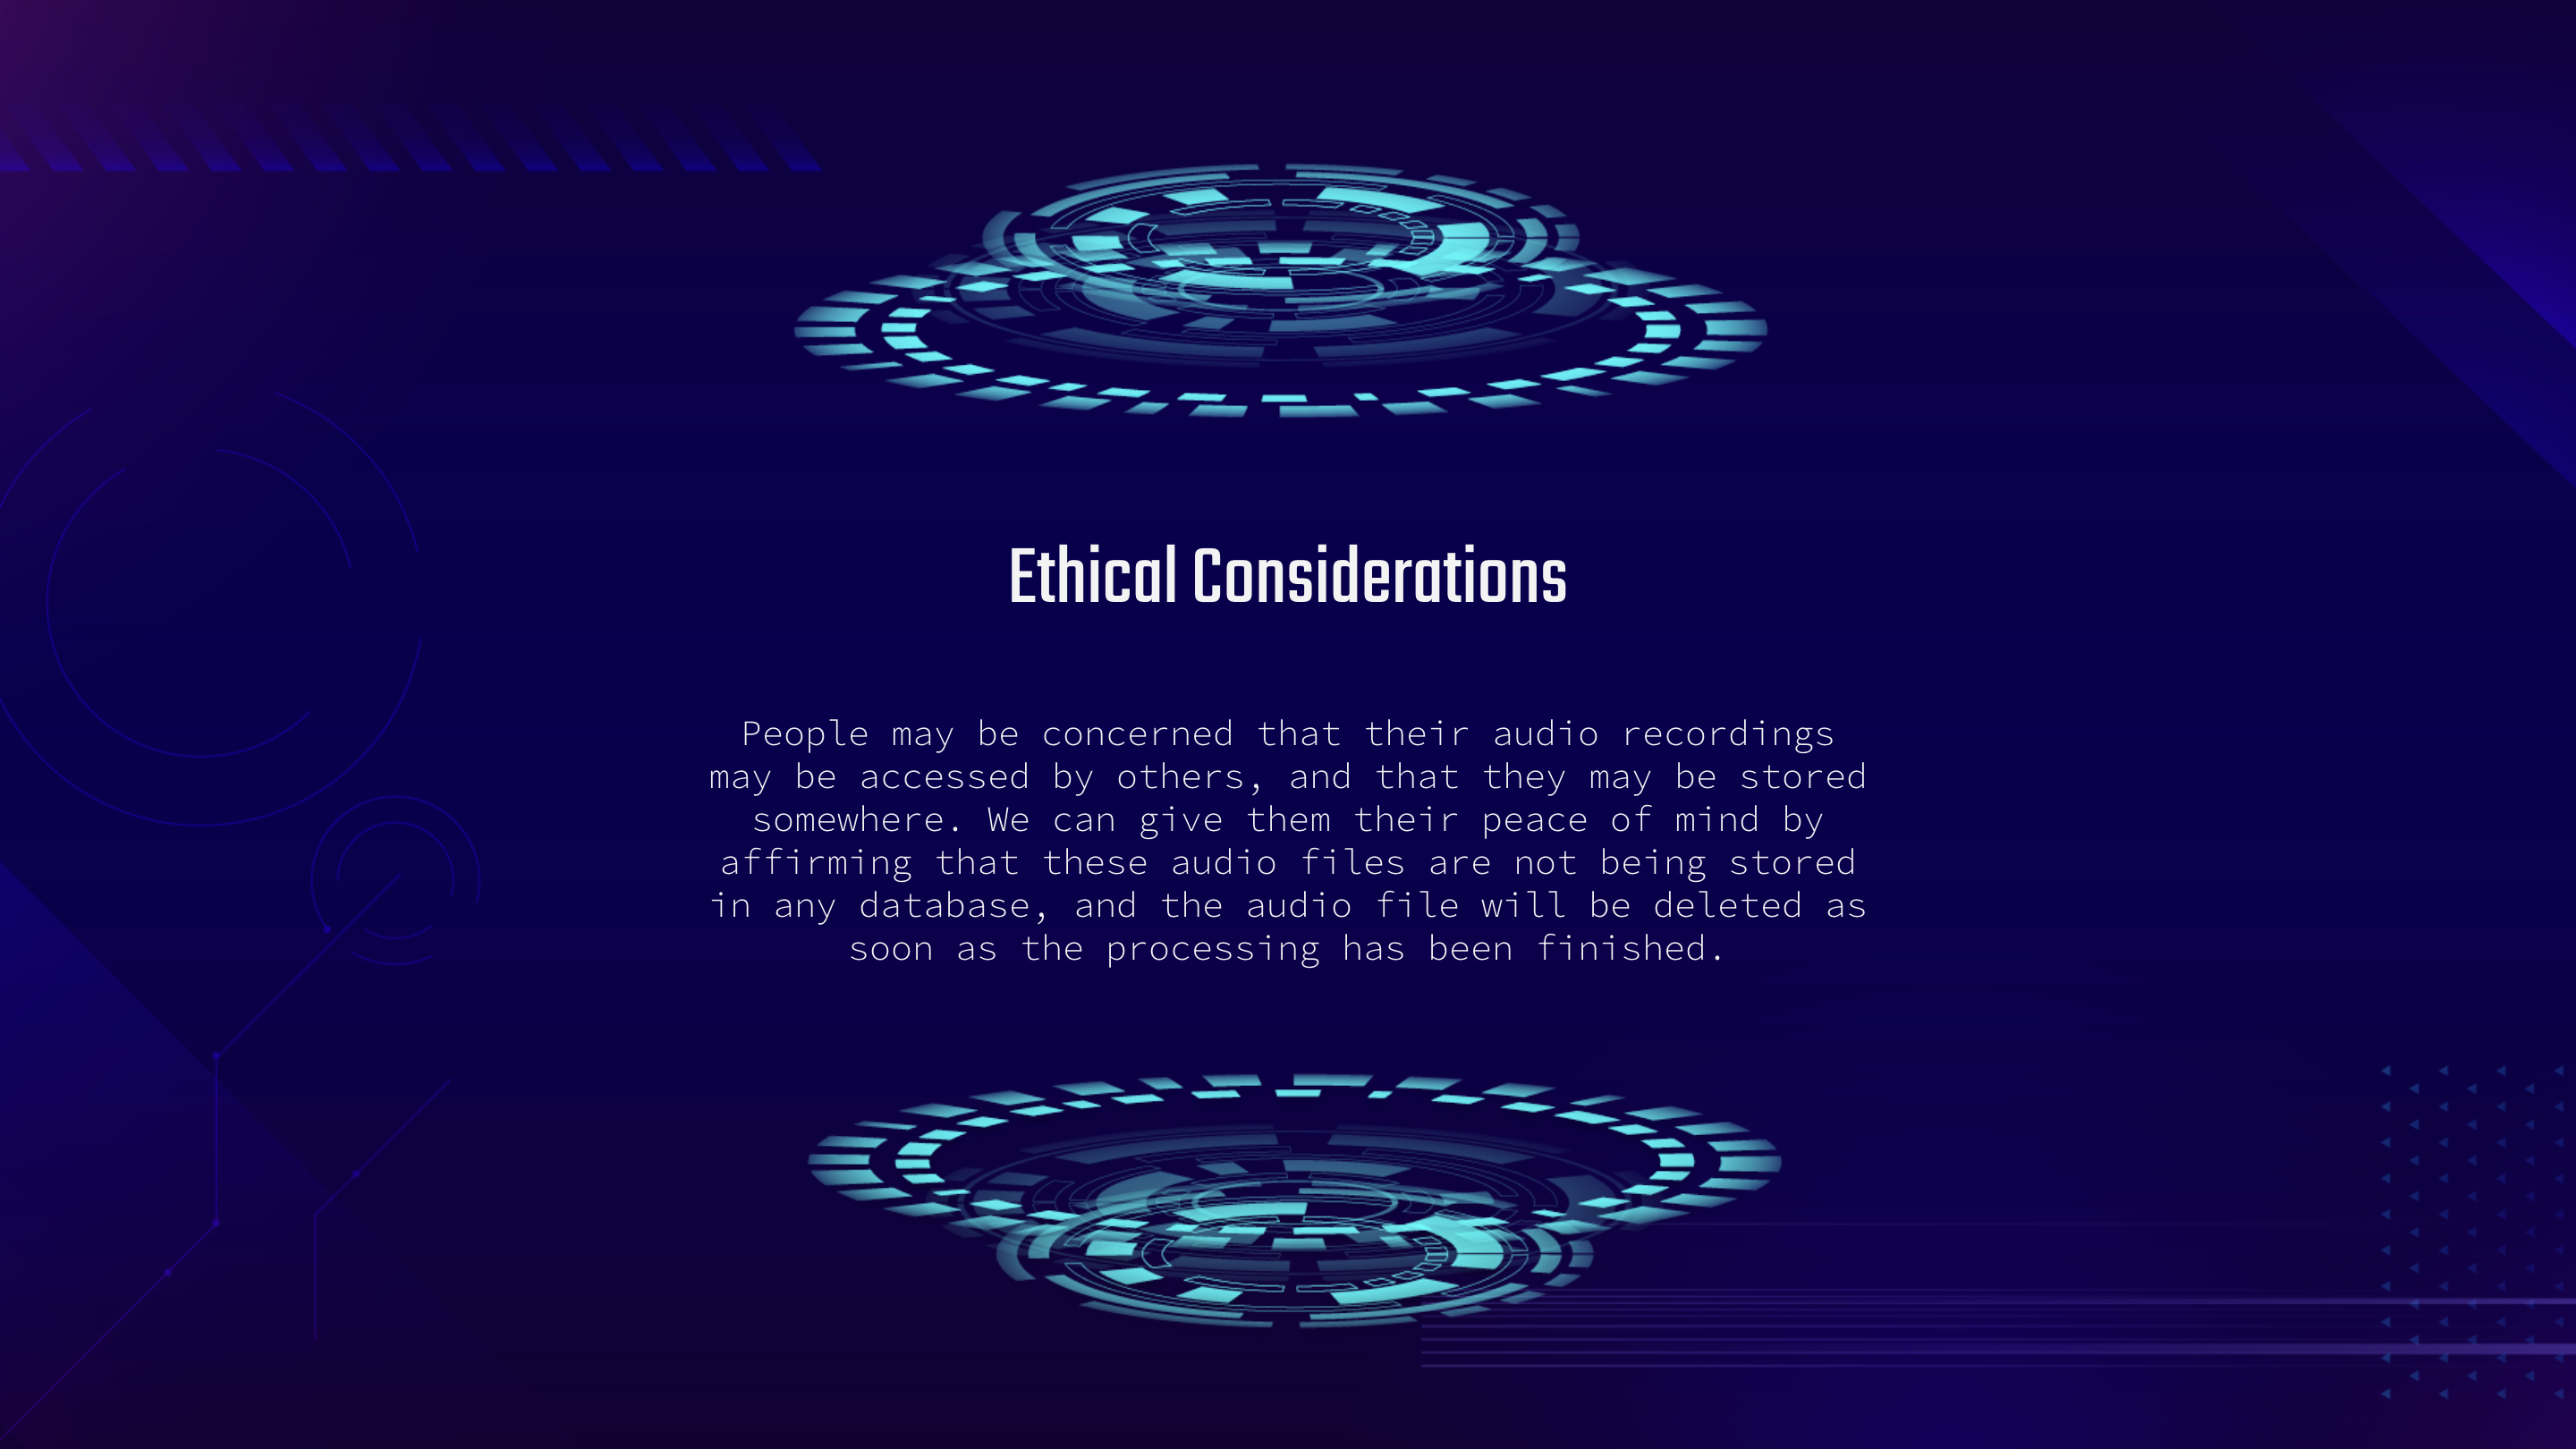 Ethical Considerations
People may be concerned that their audio recordings
may be accessed by others, and that they may be stored
somewhere. We can give them their peace of mind by
affirming that these audio files are not being stored
in any database, and the audio file will be deleted as
soon as the processing has been finished.